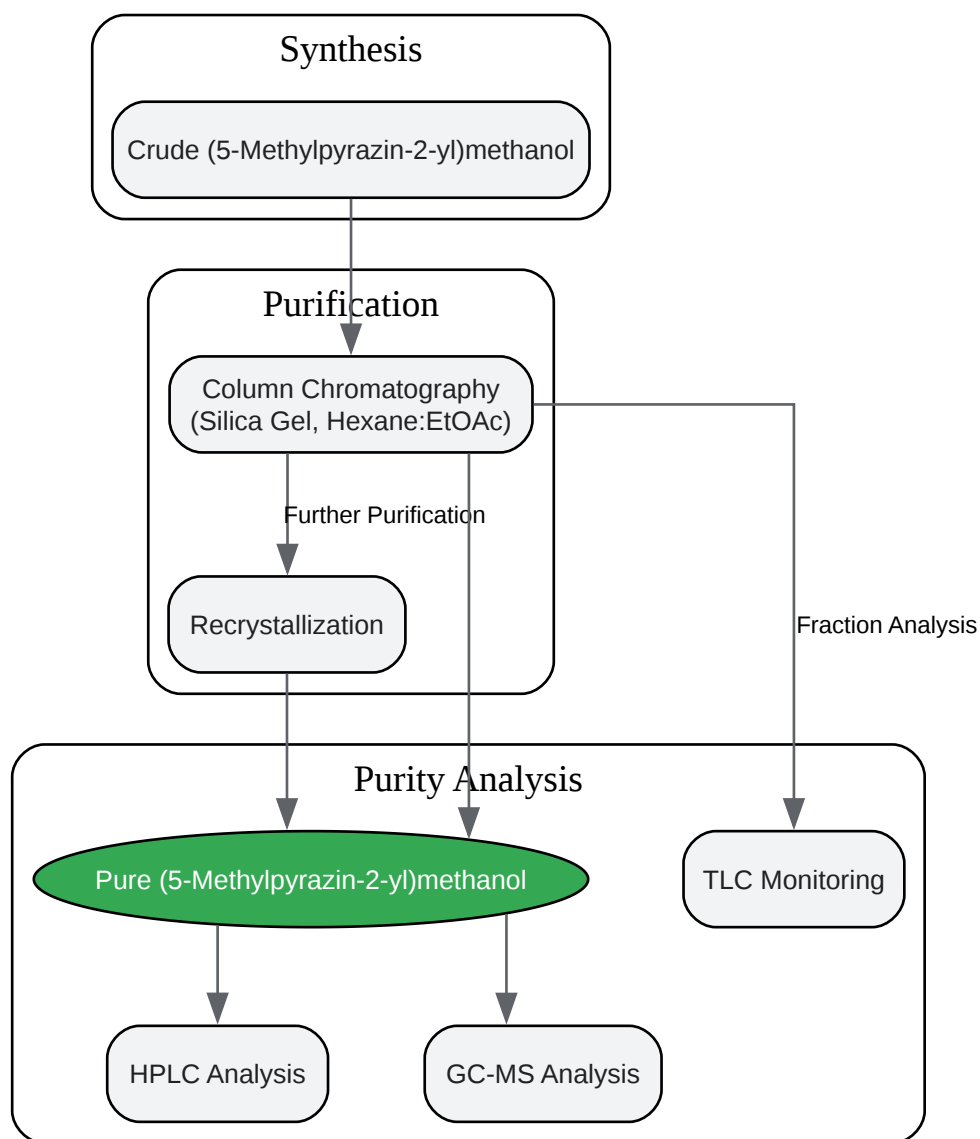 Synthesis
Crude (5-Methylpyrazin-2-yl)methanol
Purification
Column Chromatography
(Silica Gel, Hexane:EtOAc)
Further Purification
Recrystallization
Fraction Analysis
Purity Analysis
Pure (5-Methylpyrazin-2-yl)methanol
TLC Monitoring
HPLC Analysis
GC-MS Analysis